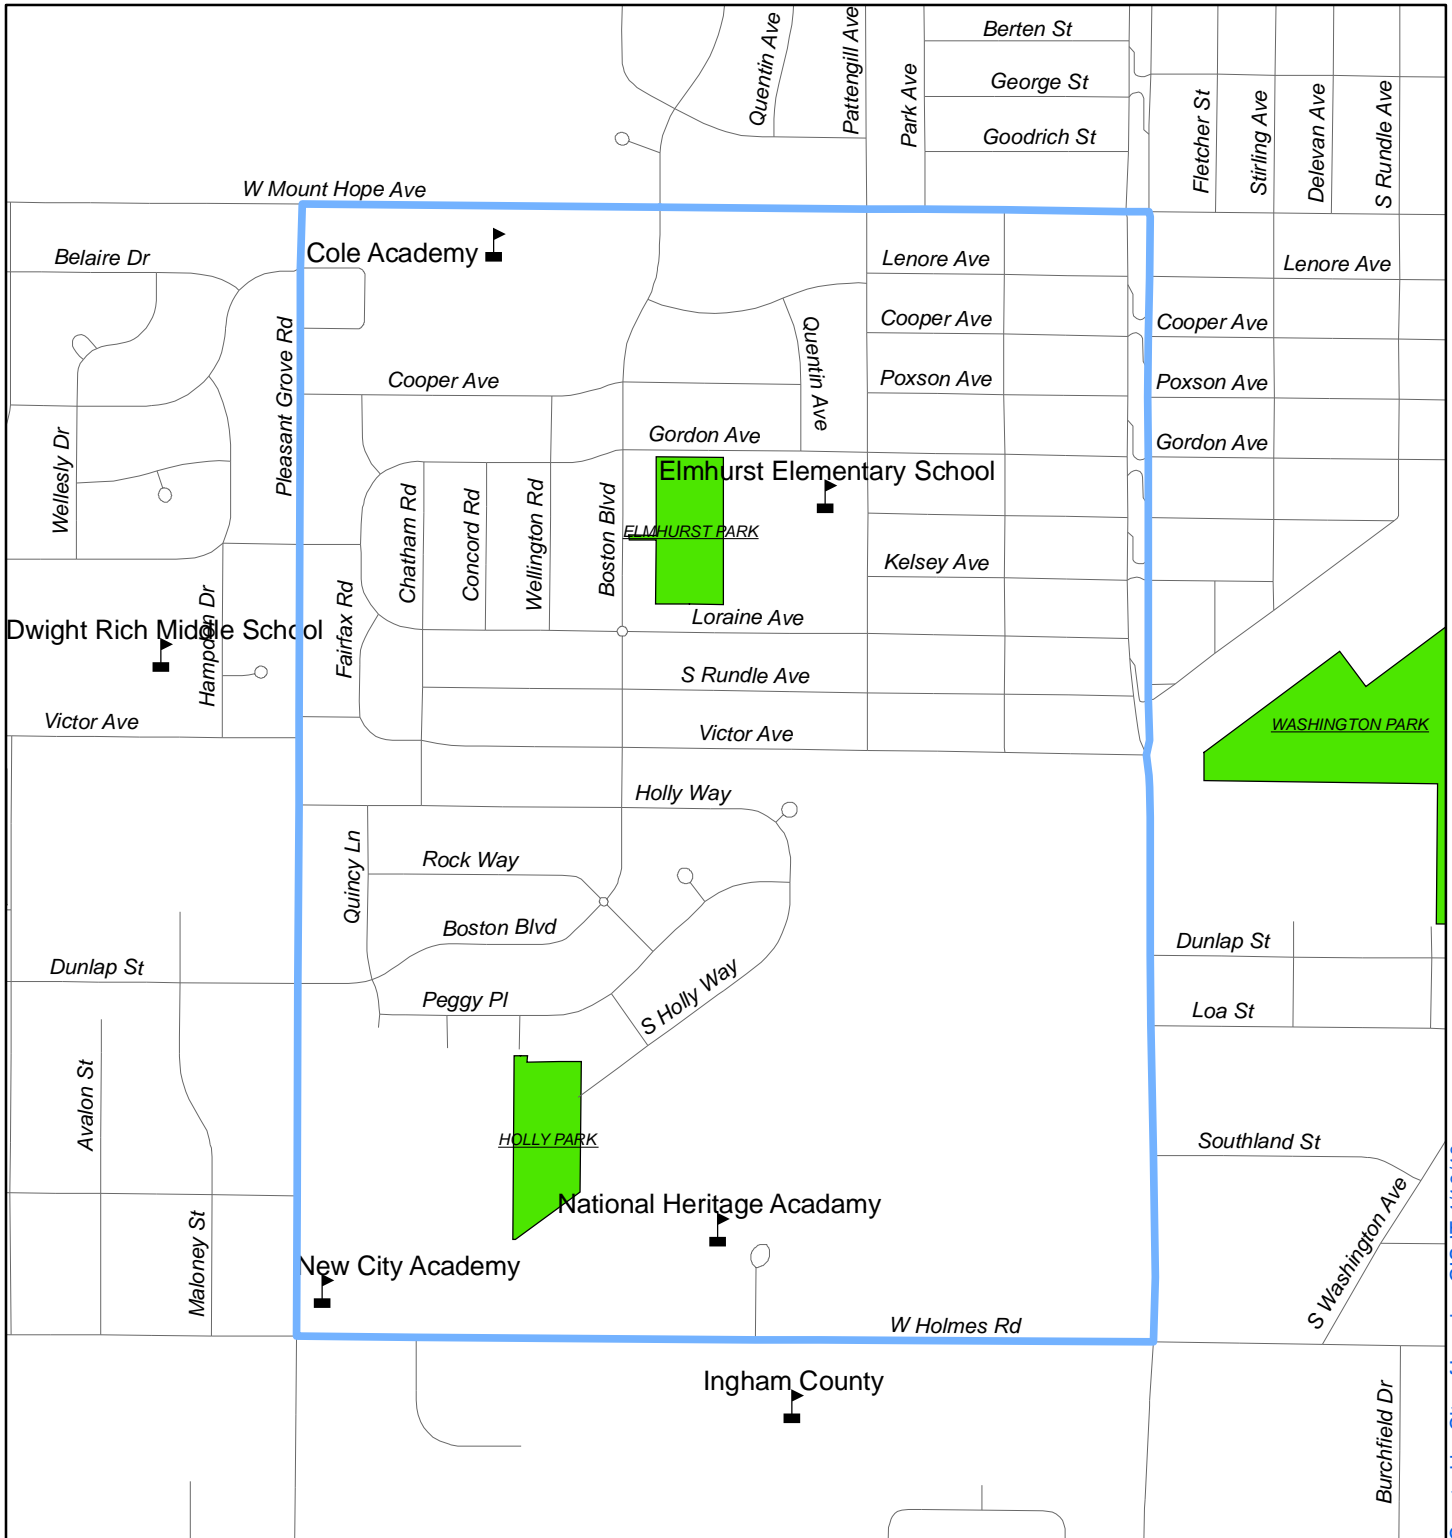 Berten St
Quentin Ave
Pattengill Ave
Park Ave
George St
Goodrich St
Fletcher St
Stirling Ave
Delevan Ave
S Rundle Ave
W Mount Hope Ave
Cole Academy
Belaire Dr
Lenore Ave
Lenore Ave
Pleasant Grove Rd
Cooper Ave
Cooper Ave
Quentin Ave
Cooper Ave
Poxson Ave
Poxson Ave
Wellesly Dr
Gordon Ave
Gordon Ave
Elmhurst Elementary School
Chatham Rd
Concord Rd
Wellington Rd
Boston Blvd
ELMHURST PARK
Kelsey Ave
Fairfax Rd
Hampdon Dr
Loraine Ave
Dwight Rich Middle School
S Rundle Ave
Victor Ave
Victor Ave
WASHINGTON PARK
Holly Way
Quincy Ln
Rock Way
Boston Blvd
Dunlap St
Dunlap St
S Holly Way
Peggy Pl
Loa St
Avalon St
HOLLY PARK
Southland St
National Heritage Acadamy
Maloney St
S Washington Ave
New City Academy
W Holmes Rd
Ingham County
Burchfield Dr